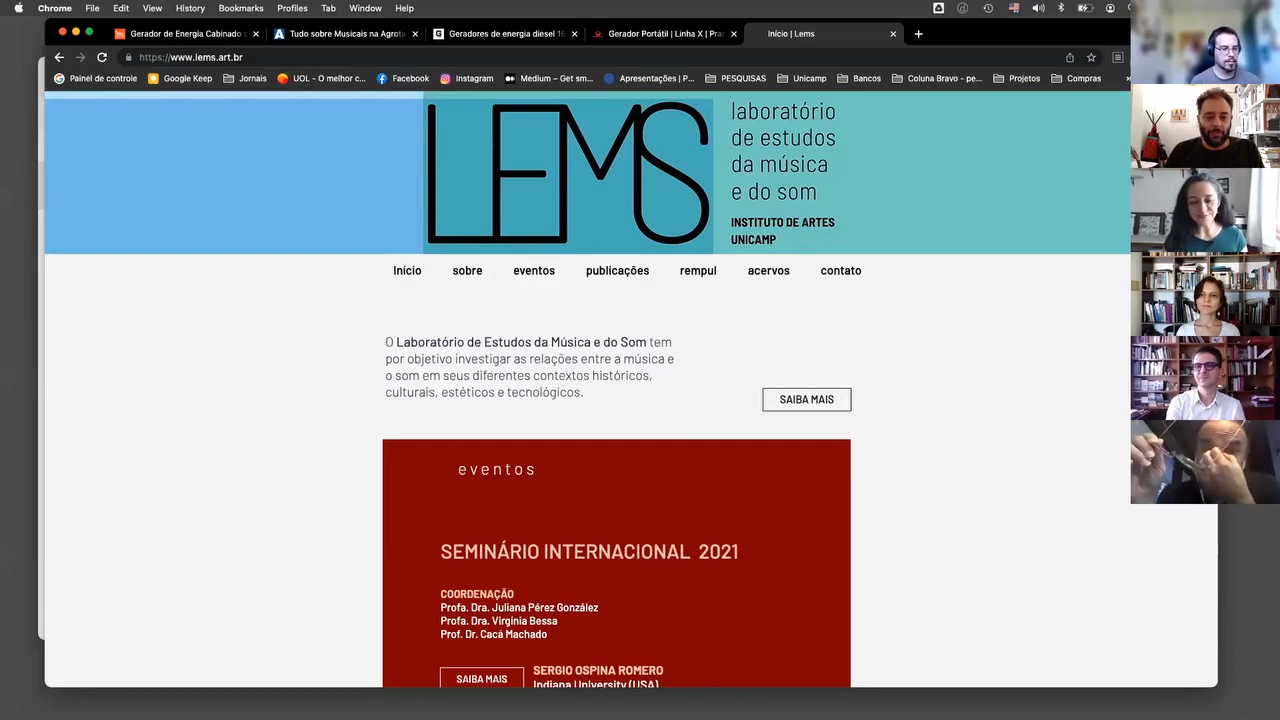 Chrome File Edit View History Bookmarks Profiles Tab Window Help
Gerador de Energia Cabinado a
Tudo sobre Musicais na Agrota
Geradores de energia diesel 15
Gerador Portátil | Linha X | Pra
Início | Lems
https://www.lems.art.br
Painel de controle Google Keep Jornais UOL - O melhor c... Facebook Instagram Medium – Get sm... Apresentações | P... PESQUISAS Unicamp Bancos Coluna Bravo - pe... Projetos Compras
LEMS
laboratório
de estudos
da música
e do som
INSTITUTO DE ARTES
UNICAMP
Início sobre eventos publicações rempul acervos contato
O Laboratório de Estudos da Música e do Som tem
por objetivo investigar as relações entre a música e
o som em seus diferentes contextos históricos,
culturais, estéticos e tecnológicos.
SAIBA MAIS
eventos
SEMINÁRIO INTERNACIONAL 2021
COORDENAÇÃO
Profa. Dra. Juliana Pérez González
Profa. Dra. Virgínia Bessa
Prof. Dr. Cacá Machado
SAIBA MAIS
SERGIO OSPINA ROMERO
Indiana University (USA)